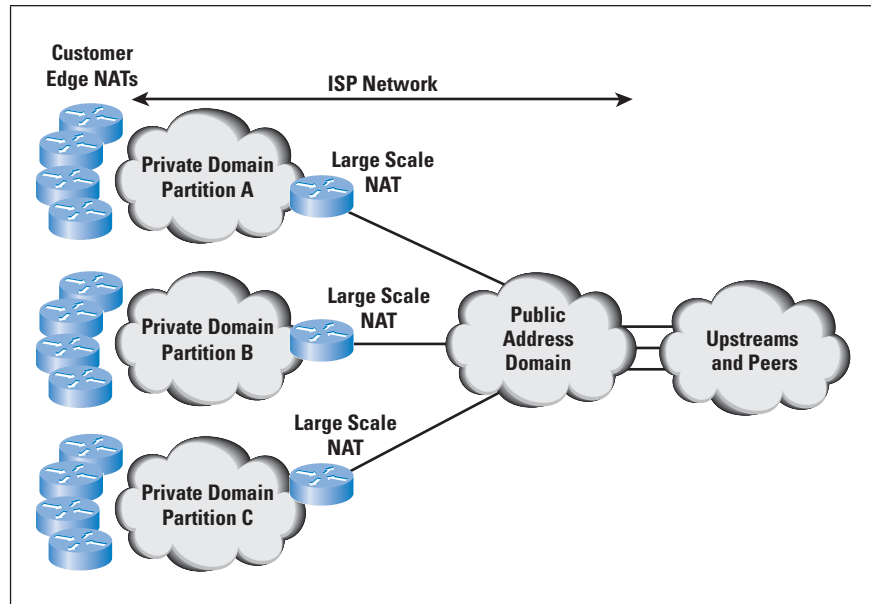 Customer
Edge NATs
ISP Network
Private Domain
Partition A
Large Scale
NAT
Private Domain
Partition B
Large Scale
NAT
Public
Address
Domain
Upstreams
and Peers
Private Domain
Partition C
Large Scale
NAT